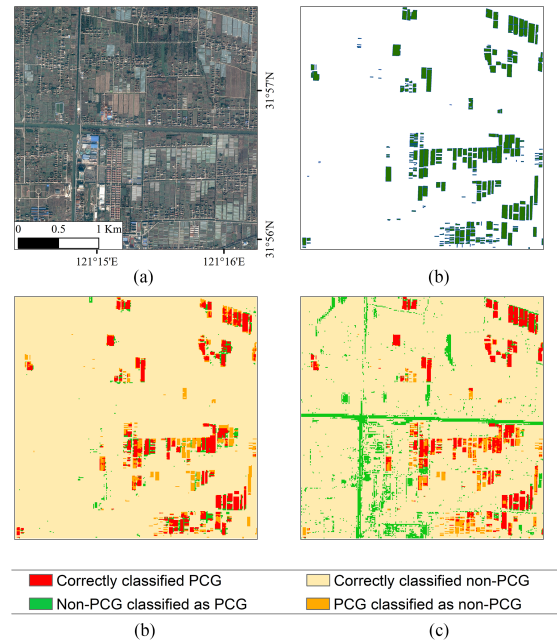 31°57'N
0 0.5 1 Km
31°56'N
121°15'E 121°16'E
(a) (b)
(b) (c)
Correctly classified PCG Correctly classified non-PCG
Non-PCG classified as PCG PCG classified as non-PCG
(b) (c)